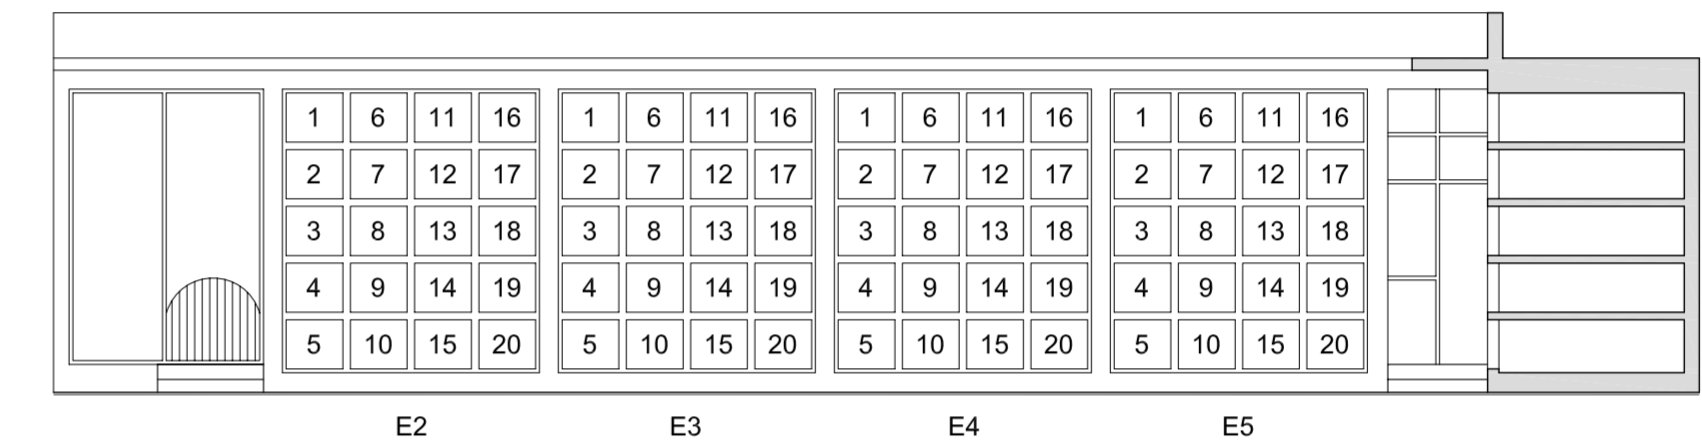 1 6 11 16 1 6 11 16 1 6 11 16 1 6 11 16
2 7 12 17 2 7 12 17 2 7 12 17 2 7 12 17
3 8 13 18 3 8 13 18 3 8 13 18 3 8 13 18
4 9 14 19 4 9 14 19 4 9 14 19 4 9 14 19
5 10 15 20 5 10 15 20 5 10 15 20 5 10 15 20
E2 E3 E4 E5